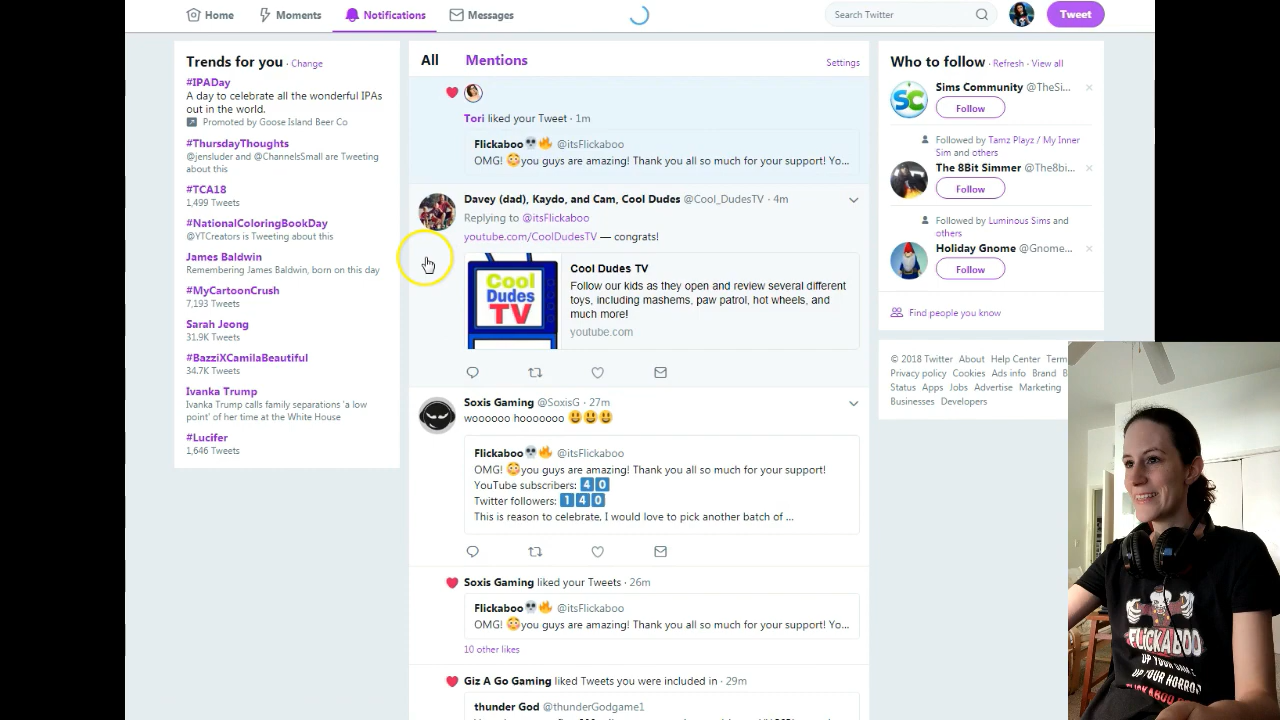 Home
Moments
Notifications
Messages
Search Twitter
Tweet
Trends for you · Change
#IPADay
A day to celebrate all the wonderful IPAs
out in the world.
Promoted by Goose Island Beer Co
#ThursdayThoughts
@jensluder and @ChannelsSmall are Tweeting
about this
#TCA18
1,499 Tweets
#NationalColoringBookDay
@YTCreators is Tweeting about this
James Baldwin
Remembering James Baldwin, born on this day
#MyCartoonCrush
7,193 Tweets
Sarah Jeong
31.9K Tweets
#BazziXCamilaBeautiful
34.7K Tweets
Ivanka Trump
Ivanka Trump calls family separations 'a low
point' of her time at the White House
#Lucifer
1,646 Tweets
All
Mentions
Settings
Tori liked your Tweet · 1m
Flickaboo💀🔥 @itsFlickaboo
OMG! 😳you guys are amazing! Thank you all so much for your support! Yo...
Davey (dad), Kaydo, and Cam, Cool Dudes @Cool_DudesTV · 4m
Replying to @itsFlickaboo
youtube.com/CoolDudesTV — congrats!
Cool
Dudes
TV
Cool Dudes TV
Follow our kids as they open and review several different
toys, including mashems, paw patrol, hot wheels, and
much more!
youtube.com
Soxis Gaming @SoxisG · 27m
woooooo hooooooo 😃😃😃
Flickaboo💀🔥 @itsFlickaboo
OMG! 😳you guys are amazing! Thank you all so much for your support!
YouTube subscribers: 4️⃣0️⃣
Twitter followers: 1️⃣4️⃣0️⃣
This is reason to celebrate, I would love to pick another batch of ...
Soxis Gaming liked your Tweets · 26m
Flickaboo💀🔥 @itsFlickaboo
OMG! 😳you guys are amazing! Thank you all so much for your support! Yo...
10 other likes
Giz A Go Gaming liked Tweets you were included in · 29m
thunder God @thunderGodgame1
Who to follow · Refresh · View all
SC
Sims Community @TheSi...
Follow
Followed by Tamz Playz / My Inner
Sim and others
The 8Bit Simmer @The8bi...
Follow
Followed by Luminous Sims and
others
Holiday Gnome @Gnome...
Follow
Find people you know
© 2018 Twitter About Help Center Term
Privacy policy Cookies Ads info Brand B
Status Apps Jobs Advertise Marketing
Businesses Developers
FLICKABOO
UP YOUR GAME
UP YOUR HORROR